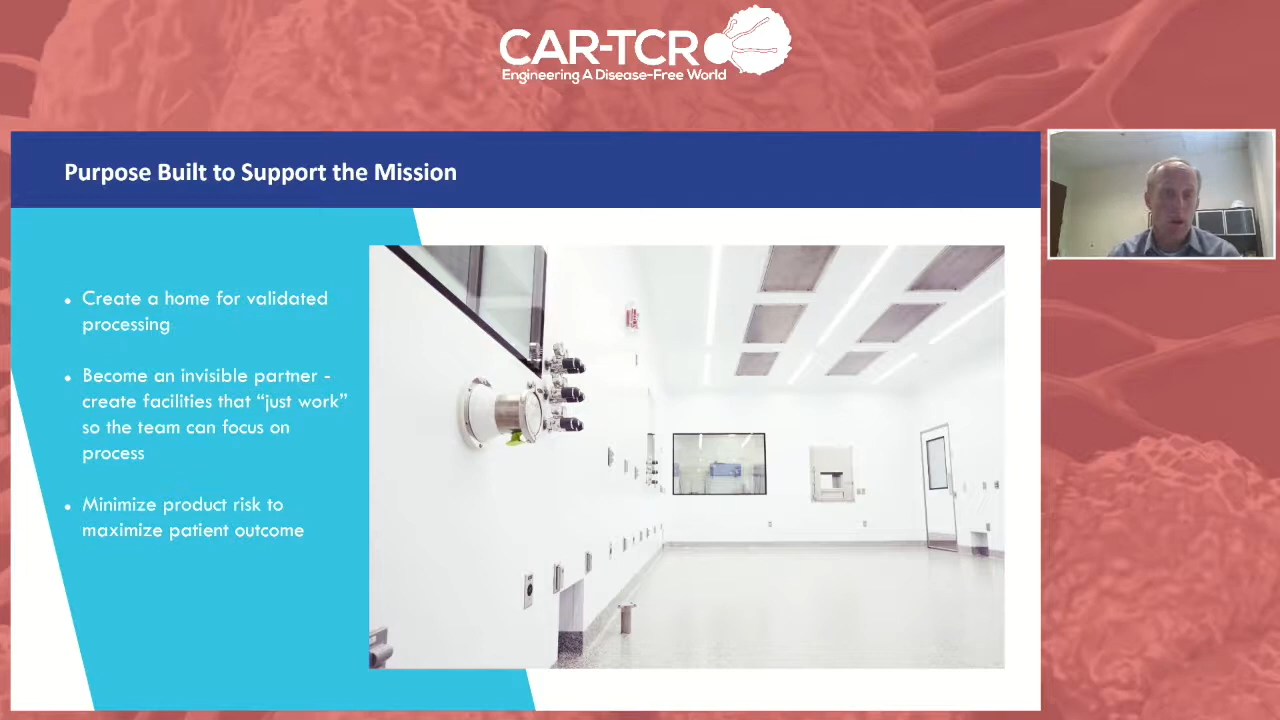 CAR-TCR
Engineering A Disease-Free World
Purpose Built to Support the Mission
• Create a home for validated
processing
• Become an invisible partner -
create facilities that “just work”
so the team can focus on
process
• Minimize product risk to
maximize patient outcome